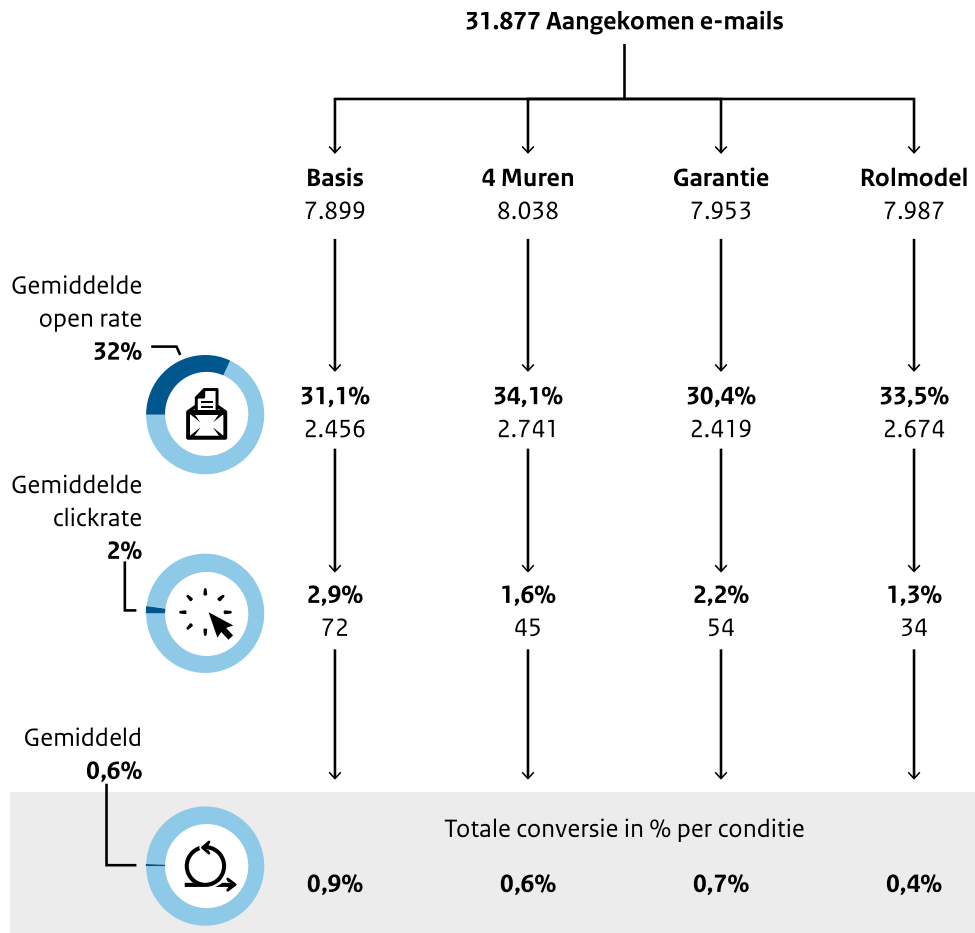 31.877 Aangekomen e-mails
Basis 4 Muren Garantie Rolmodel
7.899 8.038 7.953 7.987
Gemiddelde
open rate
32%
31,1% 34,1% 30,4% 33,5%
2.456 2.741 2.419 2.674
Gemiddelde
clickrate
2%
2,9% 1,6% 2,2% 1,3%
72 45 54 34
Gemiddeld
0,6%
Totale conversie in % per conditie
0,9% 0,6% 0,7% 0,4%